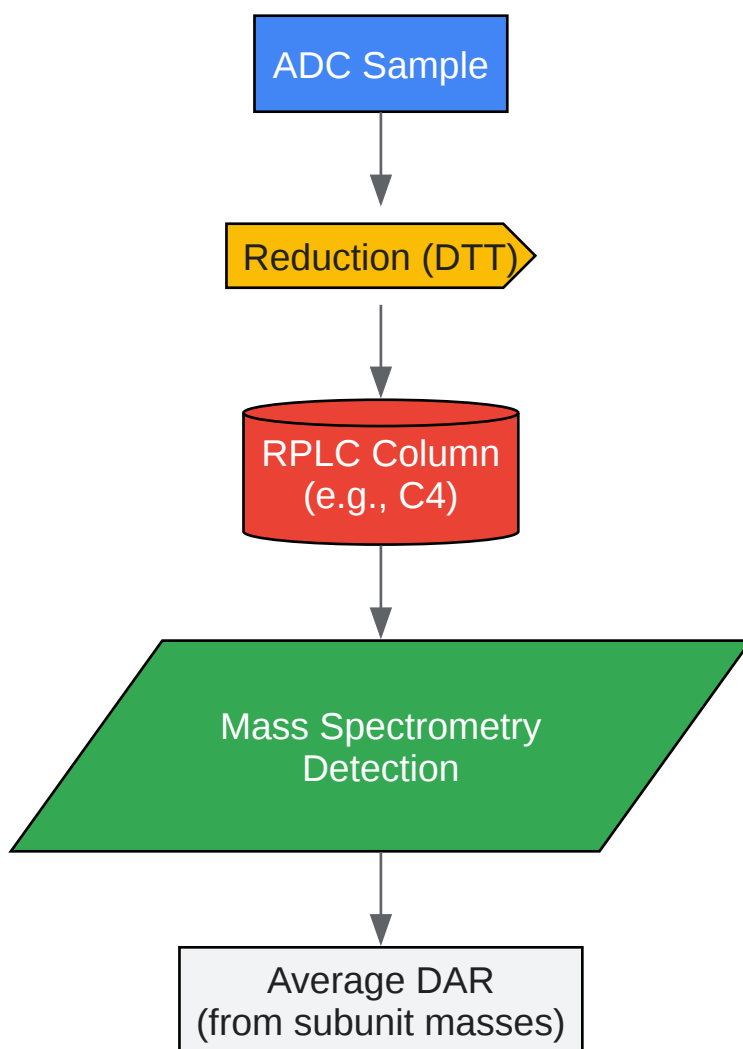 ADC Sample
Reduction (DTT)
RPLC Column
(e.g., C4)
Mass Spectrometry
Detection
Average DAR
(from subunit masses)